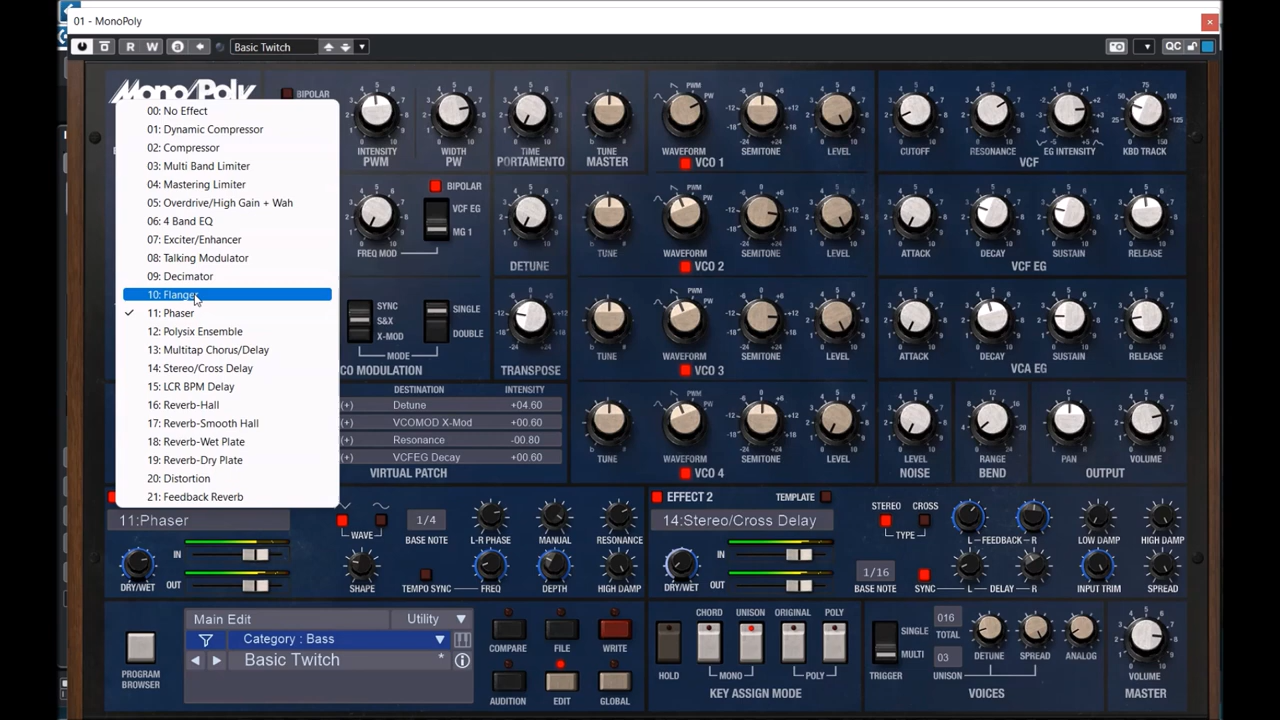 01 - MonoPoly
R W a Basic Twitch QC
Mono/Poly
BIPOLAR
00: No Effect
01: Dynamic Compressor
02: Compressor
03: Multi Band Limiter
04: Mastering Limiter
05: Overdrive/High Gain + Wah
06: 4 Band EQ
07: Exciter/Enhancer
08: Talking Modulator
09: Decimator
10: Flanger
11: Phaser
12: Polysix Ensemble
13: Multitap Chorus/Delay
14: Stereo/Cross Delay
15: LCR BPM Delay
16: Reverb-Hall
17: Reverb-Smooth Hall
18: Reverb-Wet Plate
19: Reverb-Dry Plate
20: Distortion
21: Feedback Reverb
INTENSITY WIDTH TIME TUNE
PWM PW PORTAMENTO MASTER
WAVEFORM SEMITONE LEVEL
VCO 1
CUTOFF RESONANCE EG INTENSITY KBD TRACK
VCF
BIPOLAR
VCF EG
MG 1
FREQ MOD DETUNE
TUNE WAVEFORM SEMITONE LEVEL
VCO 2
ATTACK DECAY SUSTAIN RELEASE
VCF EG
SYNC
S&X
X-MOD
SINGLE
DOUBLE
MODE
CO MODULATION TRANSPOSE
TUNE WAVEFORM SEMITONE LEVEL
VCO 3
ATTACK DECAY SUSTAIN RELEASE
VCA EG
DESTINATION INTENSITY
(+) Detune +04.60
(+) VCOMOD X-Mod +00.60
(+) Resonance -00.80
(+) VCFEG Decay +00.60
VIRTUAL PATCH
TUNE WAVEFORM SEMITONE LEVEL
VCO 4
NOISE
RANGE
BEND
PAN VOLUME
OUTPUT
11:Phaser
WAVE
1/4
BASE NOTE
L-R PHASE MANUAL RESONANCE
IN
OUT
DRY/WET SHAPE TEMPO SYNC FREQ DEPTH HIGH DAMP
EFFECT 2 TEMPLATE
14:Stereo/Cross Delay
STEREO CROSS
TYPE
L FEEDBACK R
LOW DAMP HIGH DAMP
IN
OUT
DRY/WET
1/16
BASE NOTE SYNC L DELAY R INPUT TRIM SPREAD
PROGRAM
BROWSER
Main Edit Utility
Category : Bass
Basic Twitch *
COMPARE FILE WRITE
AUDITION EDIT GLOBAL
CHORD UNISON ORIGINAL POLY
HOLD
MONO POLY
KEY ASSIGN MODE
SINGLE
MULTI
TRIGGER
016
TOTAL
03
UNISON
DETUNE SPREAD ANALOG
VOICES
VOLUME
MASTER